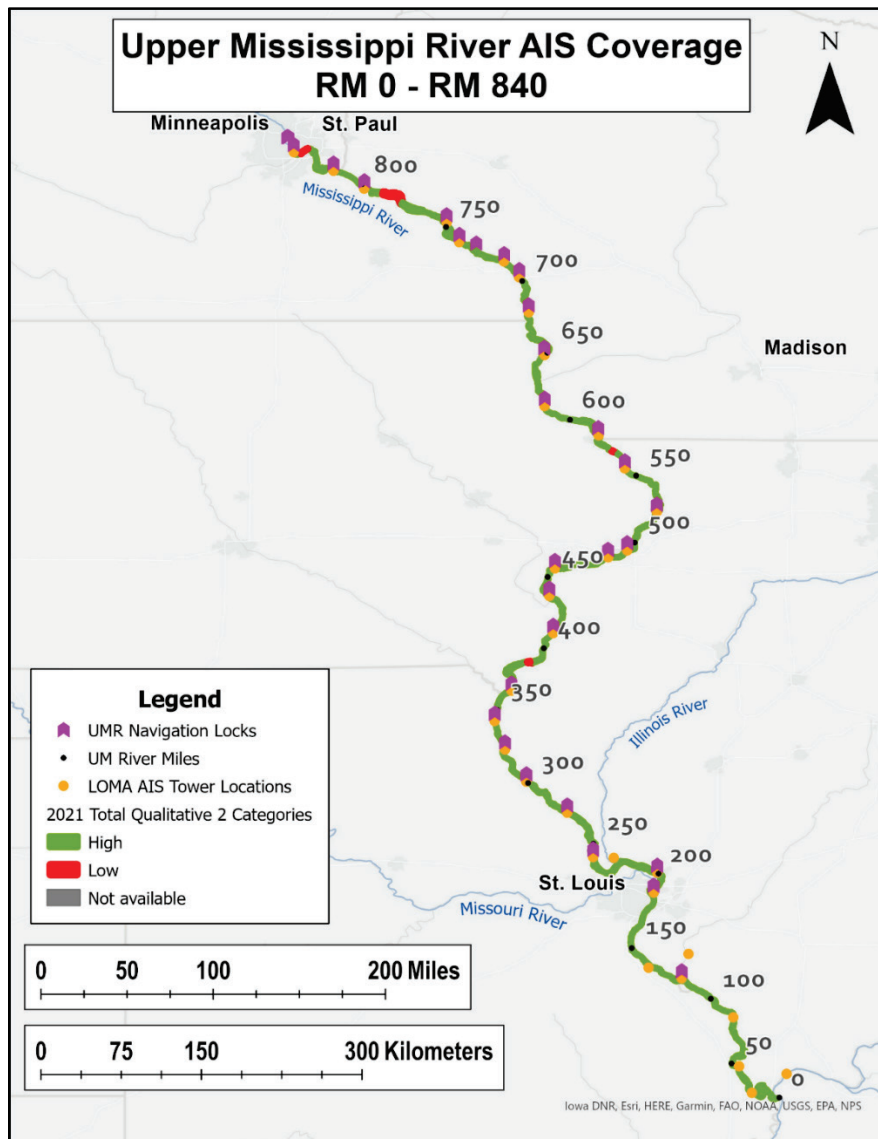 Upper Mississippi River AIS Coverage
RM 0 - RM 840
N
Minneapolis
St. Paul
800
Mississippi River
750
700
650
Madison
600
550
500
450
400
350
Illinois River
300
250
200
St. Louis
Missouri River
150
100
50
0
Legend
UMR Navigation Locks
UM River Miles
LOMA AIS Tower Locations
2021 Total Qualitative 2 Categories
High
Low
Not available
0 50 100 200 Miles
0 75 150 300 Kilometers
Iowa DNR, Esri, HERE, Garmin, FAO, NOAA, USGS, EPA, NPS